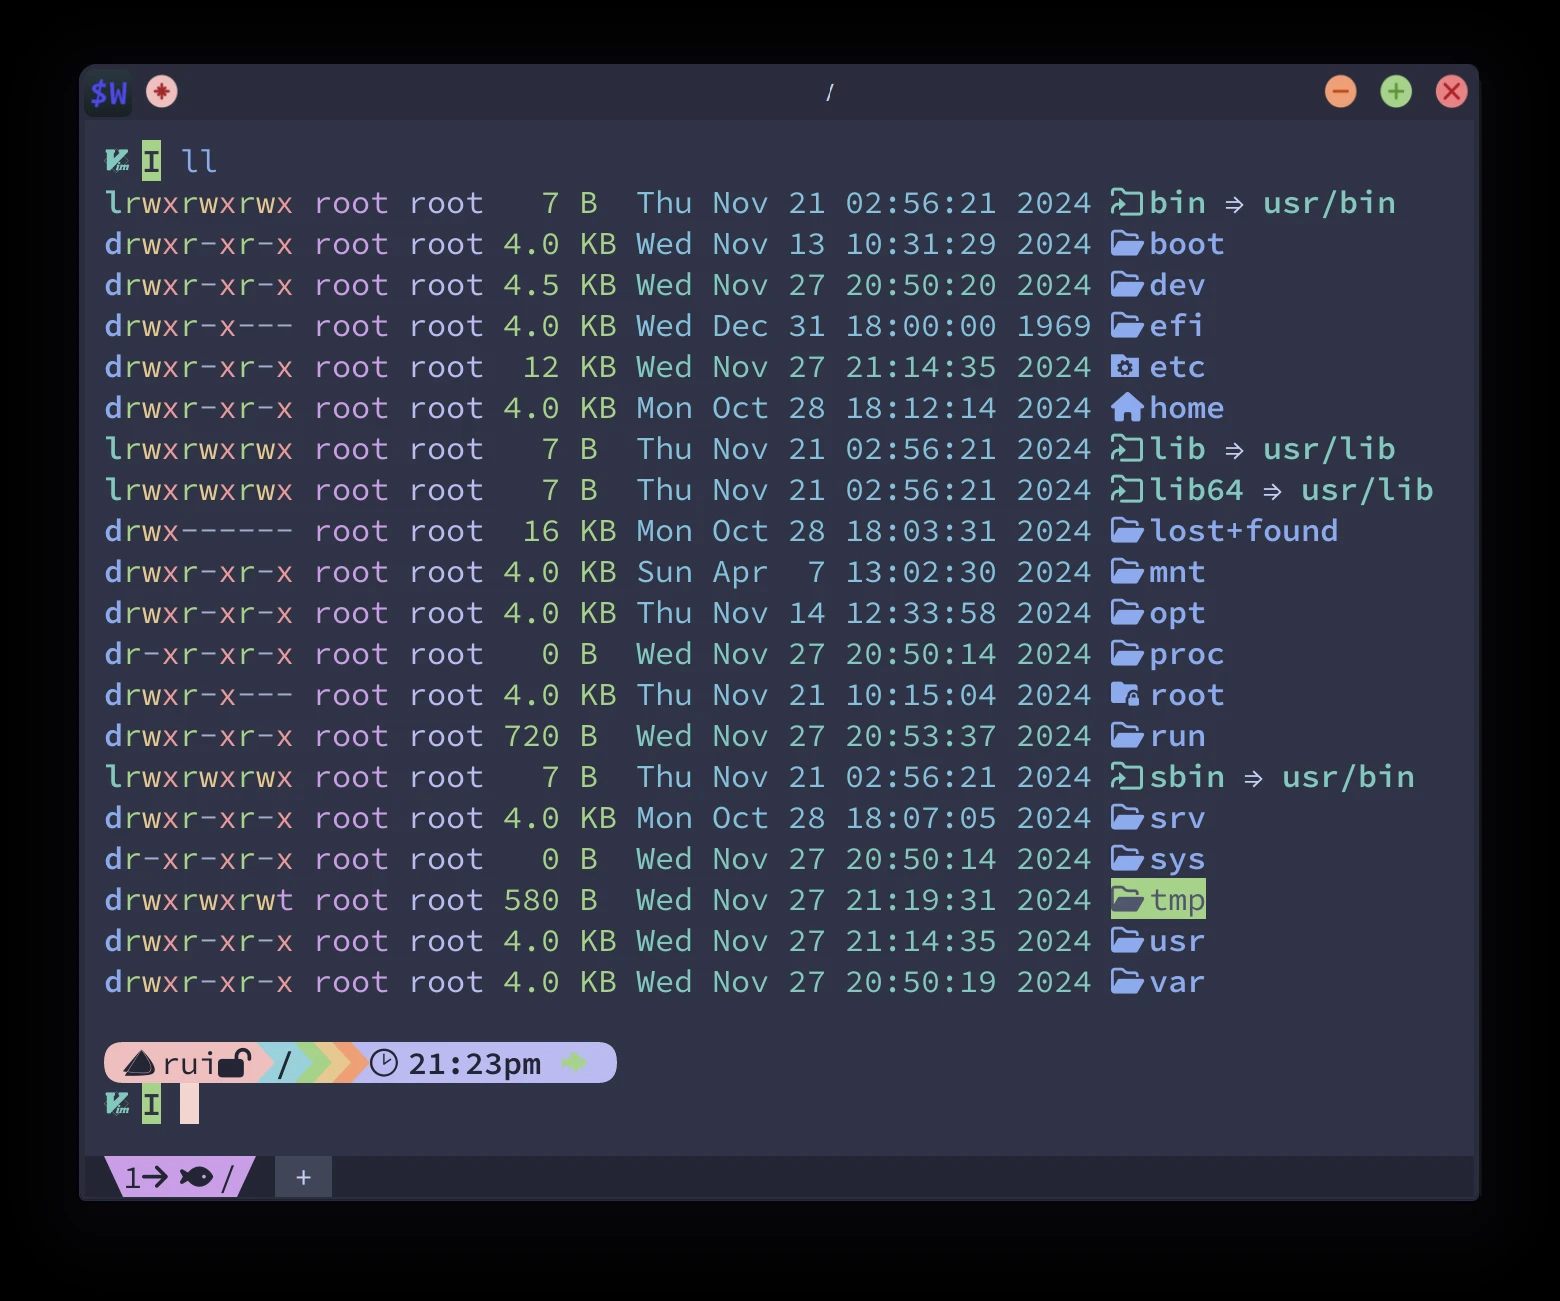 $W /
Vim I ll
lrwxrwxrwx root root 7 B Thu Nov 21 02:56:21 2024 bin ⇒ usr/bin
drwxr-xr-x root root 4.0 KB Wed Nov 13 10:31:29 2024 boot
drwxr-xr-x root root 4.5 KB Wed Nov 27 20:50:20 2024 dev
drwxr-x--- root root 4.0 KB Wed Dec 31 18:00:00 1969 efi
drwxr-xr-x root root 12 KB Wed Nov 27 21:14:35 2024 etc
drwxr-xr-x root root 4.0 KB Mon Oct 28 18:12:14 2024 home
lrwxrwxrwx root root 7 B Thu Nov 21 02:56:21 2024 lib ⇒ usr/lib
lrwxrwxrwx root root 7 B Thu Nov 21 02:56:21 2024 lib64 ⇒ usr/lib
drwx------ root root 16 KB Mon Oct 28 18:03:31 2024 lost+found
drwxr-xr-x root root 4.0 KB Sun Apr 7 13:02:30 2024 mnt
drwxr-xr-x root root 4.0 KB Thu Nov 14 12:33:58 2024 opt
dr-xr-xr-x root root 0 B Wed Nov 27 20:50:14 2024 proc
drwxr-x--- root root 4.0 KB Thu Nov 21 10:15:04 2024 root
drwxr-xr-x root root 720 B Wed Nov 27 20:53:37 2024 run
lrwxrwxrwx root root 7 B Thu Nov 21 02:56:21 2024 sbin ⇒ usr/bin
drwxr-xr-x root root 4.0 KB Mon Oct 28 18:07:05 2024 srv
dr-xr-xr-x root root 0 B Wed Nov 27 20:50:14 2024 sys
drwxrwxrwt root root 580 B Wed Nov 27 21:19:31 2024 tmp
drwxr-xr-x root root 4.0 KB Wed Nov 27 21:14:35 2024 usr
drwxr-xr-x root root 4.0 KB Wed Nov 27 20:50:19 2024 var
rui / 21:23pm
Vim I
1→ / +